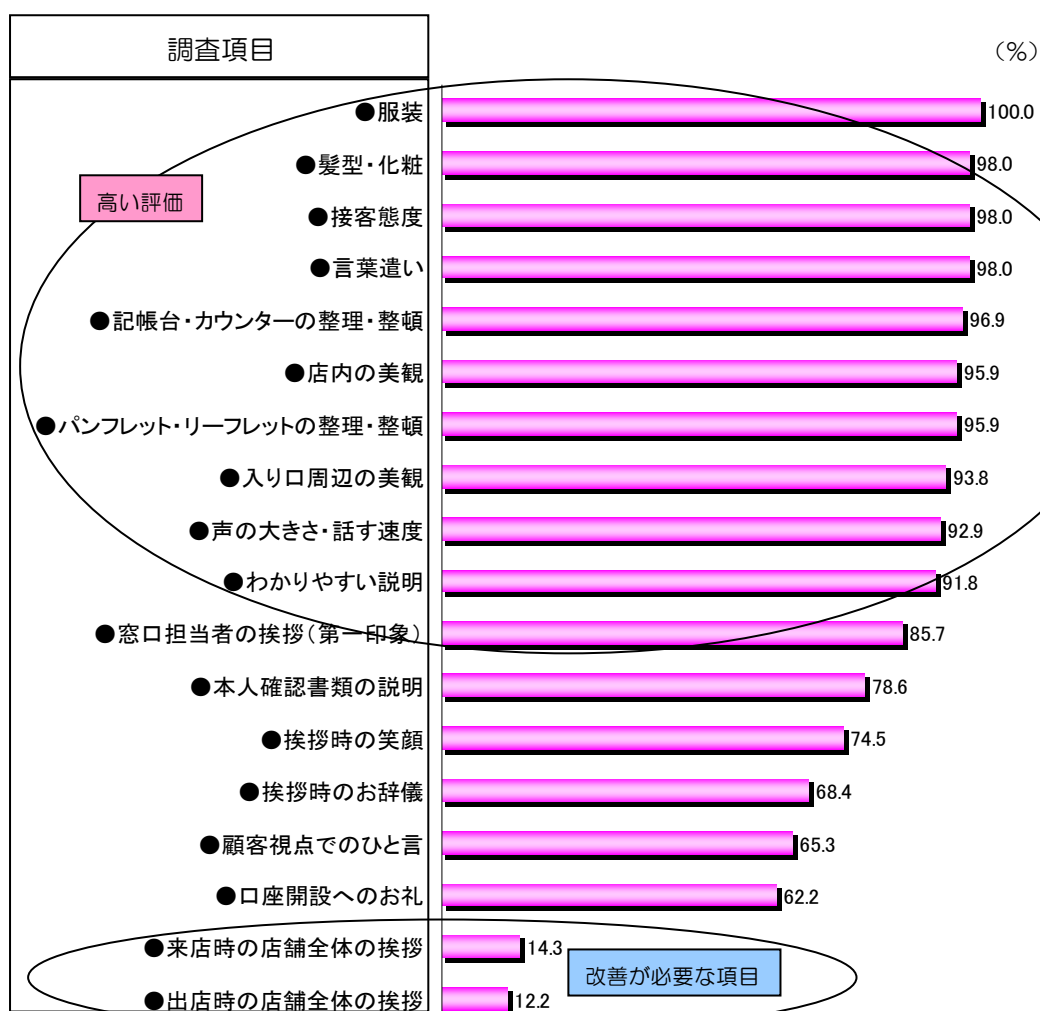 調査項目
(%)
●服装 100.0
●髪型・化粧 98.0
高い評価
●接客態度 98.0
●言葉遣い 98.0
●記帳台・カウンターの整理・整頓 96.9
●店内の美観 95.9
●パンフレット・リーフレットの整理・整頓 95.9
●入り口周辺の美観 93.8
●声の大きさ・話す速度 92.9
●わかりやすい説明 91.8
●窓口担当者の挨拶(第一印象) 85.7
●本人確認書類の説明 78.6
●挨拶時の笑顔 74.5
●挨拶時のお辞儀 68.4
●顧客視点でのひと言 65.3
●口座開設へのお礼 62.2
●来店時の店舗全体の挨拶 14.3
改善が必要な項目
●出店時の店舗全体の挨拶 12.2